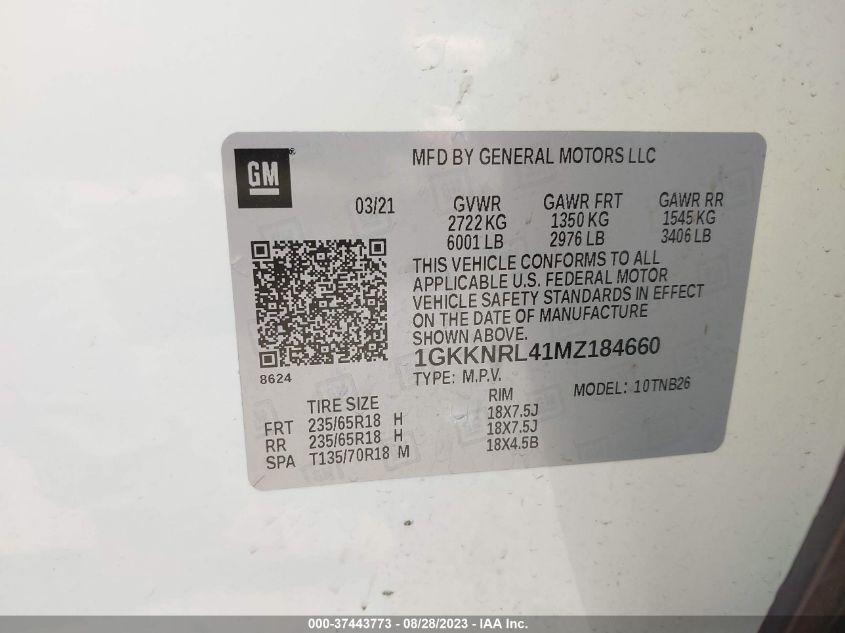 GM
MFD BY GENERAL MOTORS LLC
03/21 GVWR GAWR FRT GAWR RR
2722 KG 1350 KG 1545 KG
6001 LB 2976 LB 3406 LB
THIS VEHICLE CONFORMS TO ALL
APPLICABLE U.S. FEDERAL MOTOR
VEHICLE SAFETY STANDARDS IN EFFECT
ON THE DATE OF MANUFACTURE
SHOWN ABOVE.
1GKKNRL41MZ184660
8624
TYPE: M.P.V. MODEL: 10TNB26
TIRE SIZE RIM
FRT 235/65R18 H 18X7.5J
RR 235/65R18 H 18X7.5J
SPA T135/70R18 M 18X4.5B
000-37443773 - 08/28/2023 - IAA Inc.